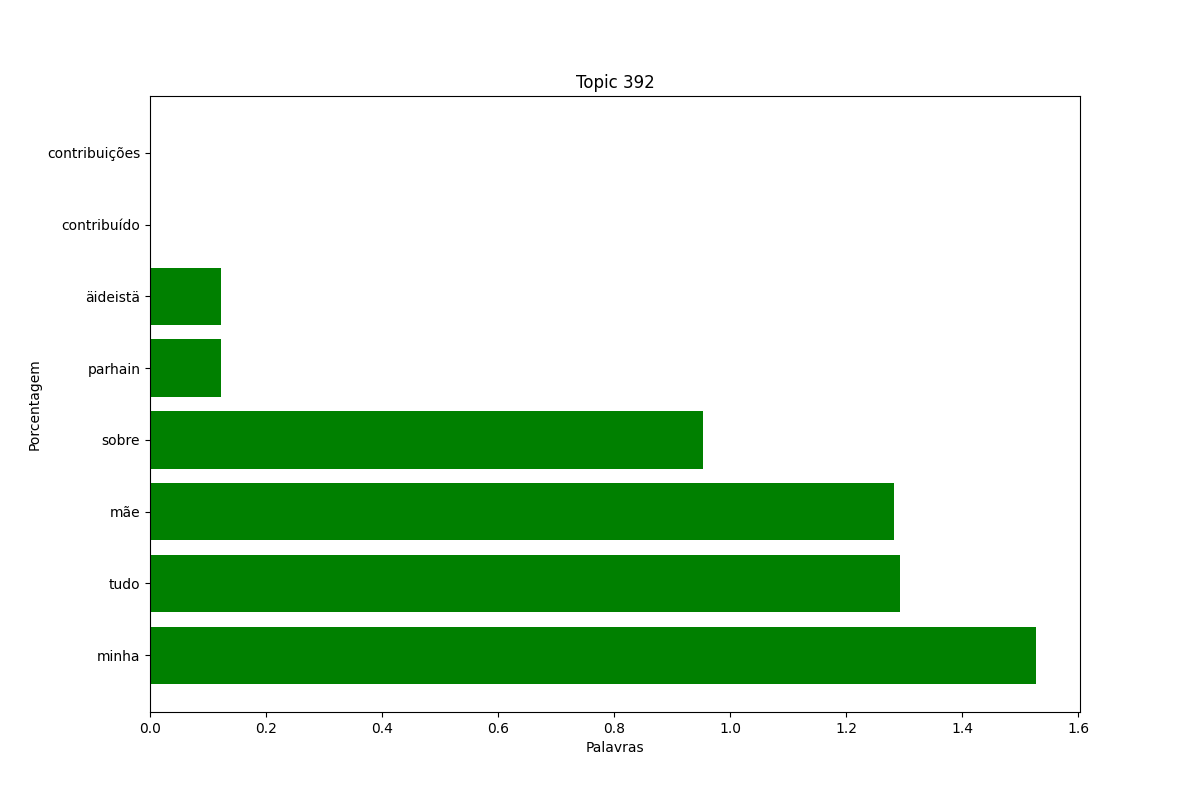 Topic 392
contribuições
contribuído
äideistä
parhain
sobre
mãe
tudo
minha
Porcentagem
0.0 0.2 0.4 0.6 0.8 1.0 1.2 1.4 1.6
Palavras